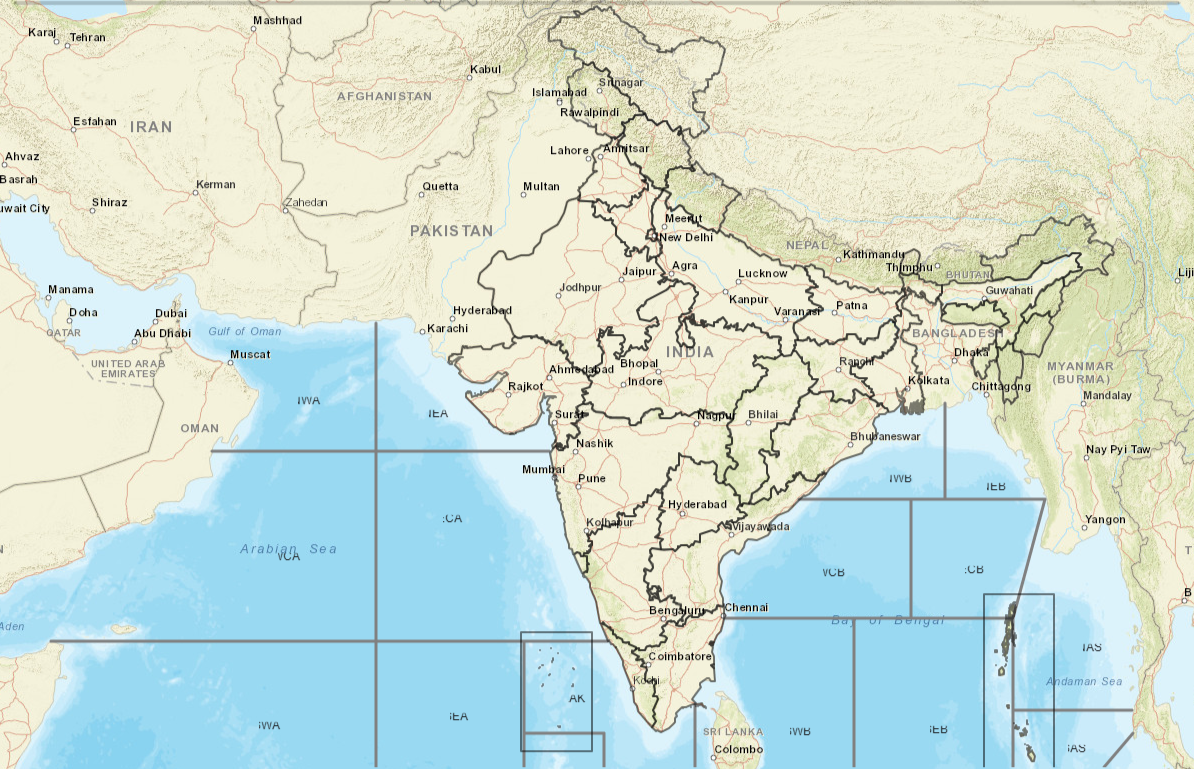 Mashhad
Karaj
Tehran
Kabul
Srinagar
Islamabad
AFGHANISTAN
Rawalpindi
Esfahan
IRAN
Lahore
Amritsar
Ahvaz
Basrah
Kerman
Quetta
Multan
Shiraz
Zahedan
uwait City
Meerut
PAKISTAN
New Delhi
NEPAL
Kathmandu
Thimphu
Agra
Jaipur
Lucknow
BHUTAN
Liji
Manama
Jodhpur
Guwahati
Kanpur
Patna
Doha
Dubai
Hyderabad
Varanasi
QATAR
Abu Dhabi
Gulf of Oman
Karachi
BANGLADESH
Muscat
INDIA
Dhaka
UNITED ARAB
EMIRATES
Bhopal
Ranchi
MYANMAR
(BURMA)
Ahmedabad
Indore
Kolkata
Rajkot
Chittagong
Mandalay
IWA
IEA
Surat
Nagpur
Bhilai
OMAN
Bhubaneswar
Nashik
Nay Pyi Taw
Mumbai
Pune
IWB
IEB
Hyderabad
:CA
Kolhapur
Vijayawada
Yangon
Arabian Sea
VCA
VCB
:CB
Bengaluru
Chennai
Bay of Bengal
Aden
IAS
Coimbatore
Kochi
Andaman Sea
AK
IWA
IEA
SRI LANKA
IWB
IEB
Colombo
IAS